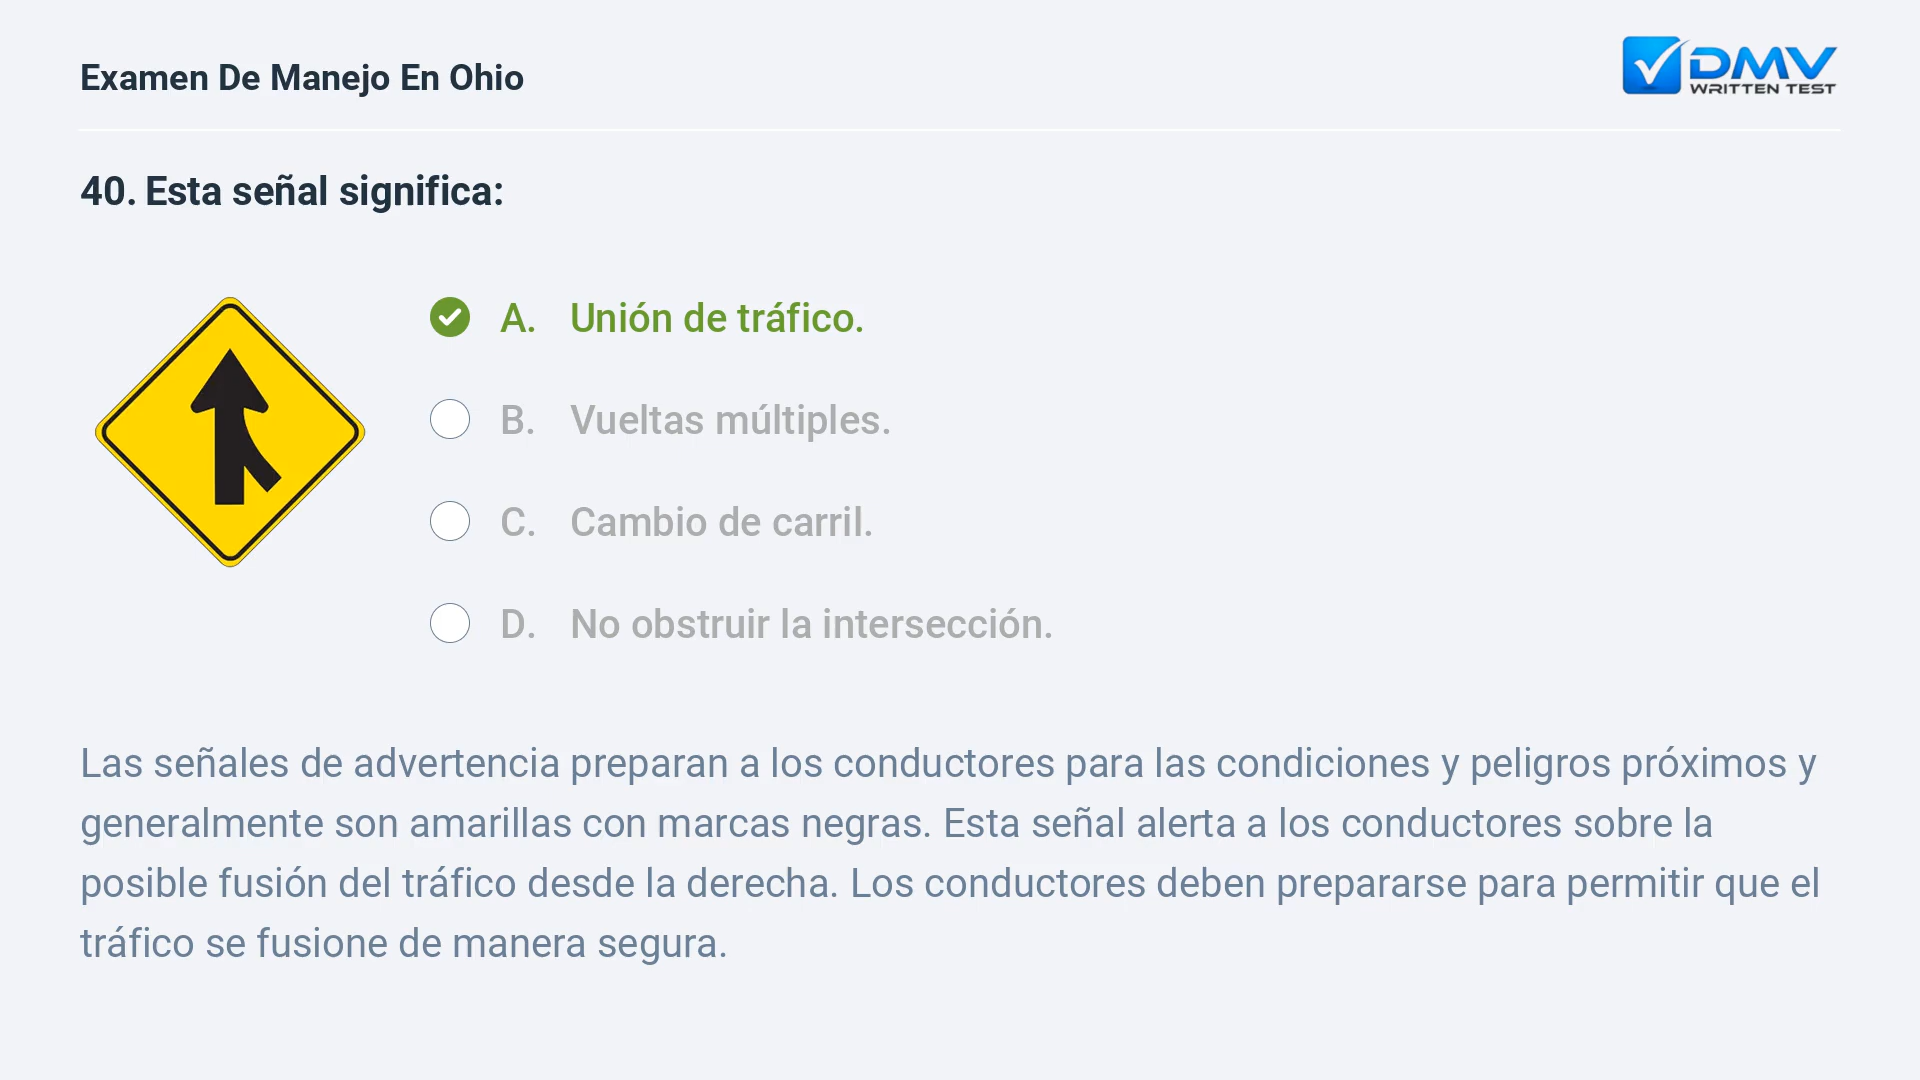 Examen De Manejo En Ohio
DMV
WRITTEN TEST
40. Esta señal significa:
A. Unión de tráfico.
B. Vueltas múltiples.
C. Cambio de carril.
D. No obstruir la intersección.
Las señales de advertencia preparan a los conductores para las condiciones y peligros próximos y
generalmente son amarillas con marcas negras. Esta señal alerta a los conductores sobre la
posible fusión del tráfico desde la derecha. Los conductores deben prepararse para permitir que el
tráfico se fusione de manera segura.